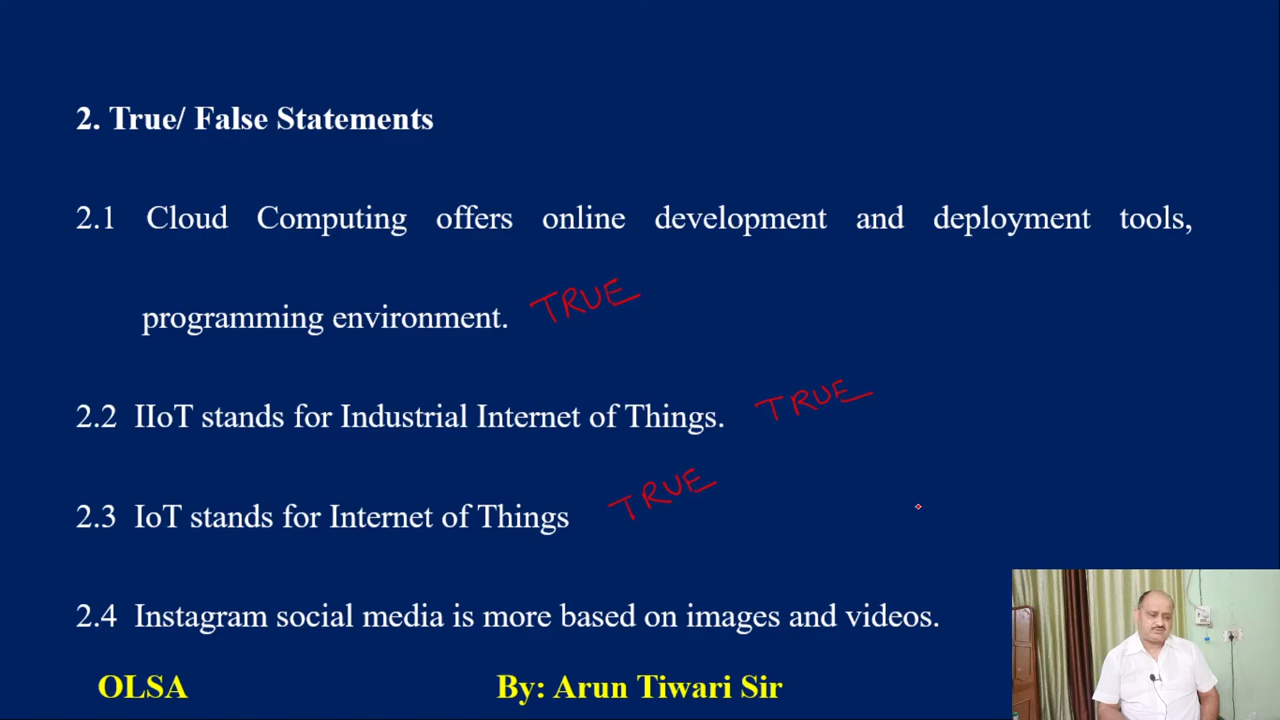 2. True/ False Statements
2.1 Cloud Computing offers online development and deployment tools,
programming environment. TRUE
2.2 IIoT stands for Industrial Internet of Things. TRUE
2.3 IoT stands for Internet of Things TRUE
2.4 Instagram social media is more based on images and videos.
OLSA By: Arun Tiwari Sir